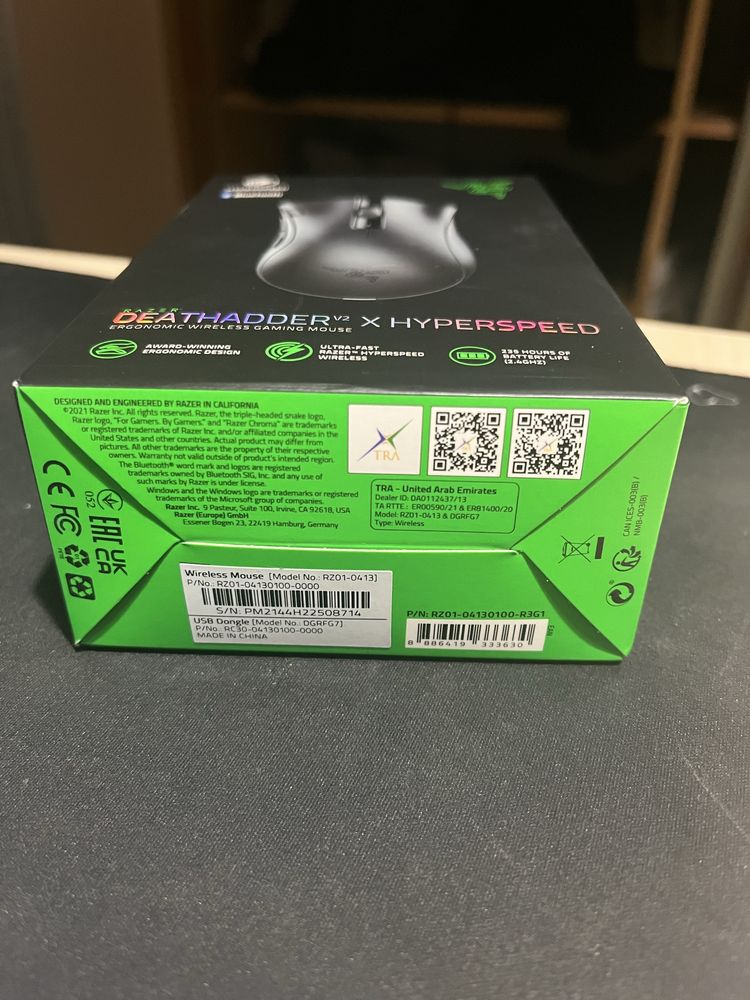 RAZER
DEATHADDER V2 X HYPERSPEED
ERGONOMIC WIRELESS GAMING MOUSE
AWARD-WINNING
ERGONOMIC DESIGN
ULTRA-FAST
RAZER™ HYPERSPEED
WIRELESS
235 HOURS OF
BATTERY LIFE
(2.4GHZ)
DESIGNED AND ENGINEERED BY RAZER IN CALIFORNIA
©2021 Razer Inc. All rights reserved. Razer, the triple-headed snake logo,
Razer logo, "For Gamers. By Gamers." and "Razer Chroma" are trademarks
or registered trademarks of Razer Inc. and/or affiliated companies in the
United States and other countries. Actual product may differ from
pictures. All other trademarks are the property of their respective
owners. Warranty not valid outside of product's intended region.
The Bluetooth® word mark and logos are registered
trademarks owned by Bluetooth SIG, Inc. and any use of
such marks by Razer is under license.
Windows and the Windows logo are trademarks or registered
trademarks of the Microsoft group of companies.
Razer Inc. 9 Pasteur, Suite 100, Irvine, CA 92618, USA
Razer (Europe) GmbH
Essener Bogen 23, 22419 Hamburg, Germany
TRA
TRA - United Arab Emirates
Dealer ID: DA0112437/13
TA RTTE: ER00590/21 & ER81400/20
Model: RZ01-0413 & DGRFG7
Type: Wireless
CE
FC
052
EAC
UK
CA
CAN ICES-003(B) /
NMB-003(B)
Wireless Mouse [Model No.: RZ01-0413]
P/No.: RZ01-04130100-0000
S/N: PM2144H22508714
USB Dongle [Model No.: DGRFG7]
P/No.: RC30-04130100-0000
MADE IN CHINA
P/N: RZ01-04130100-R3G1
8 886419 333630
EAN